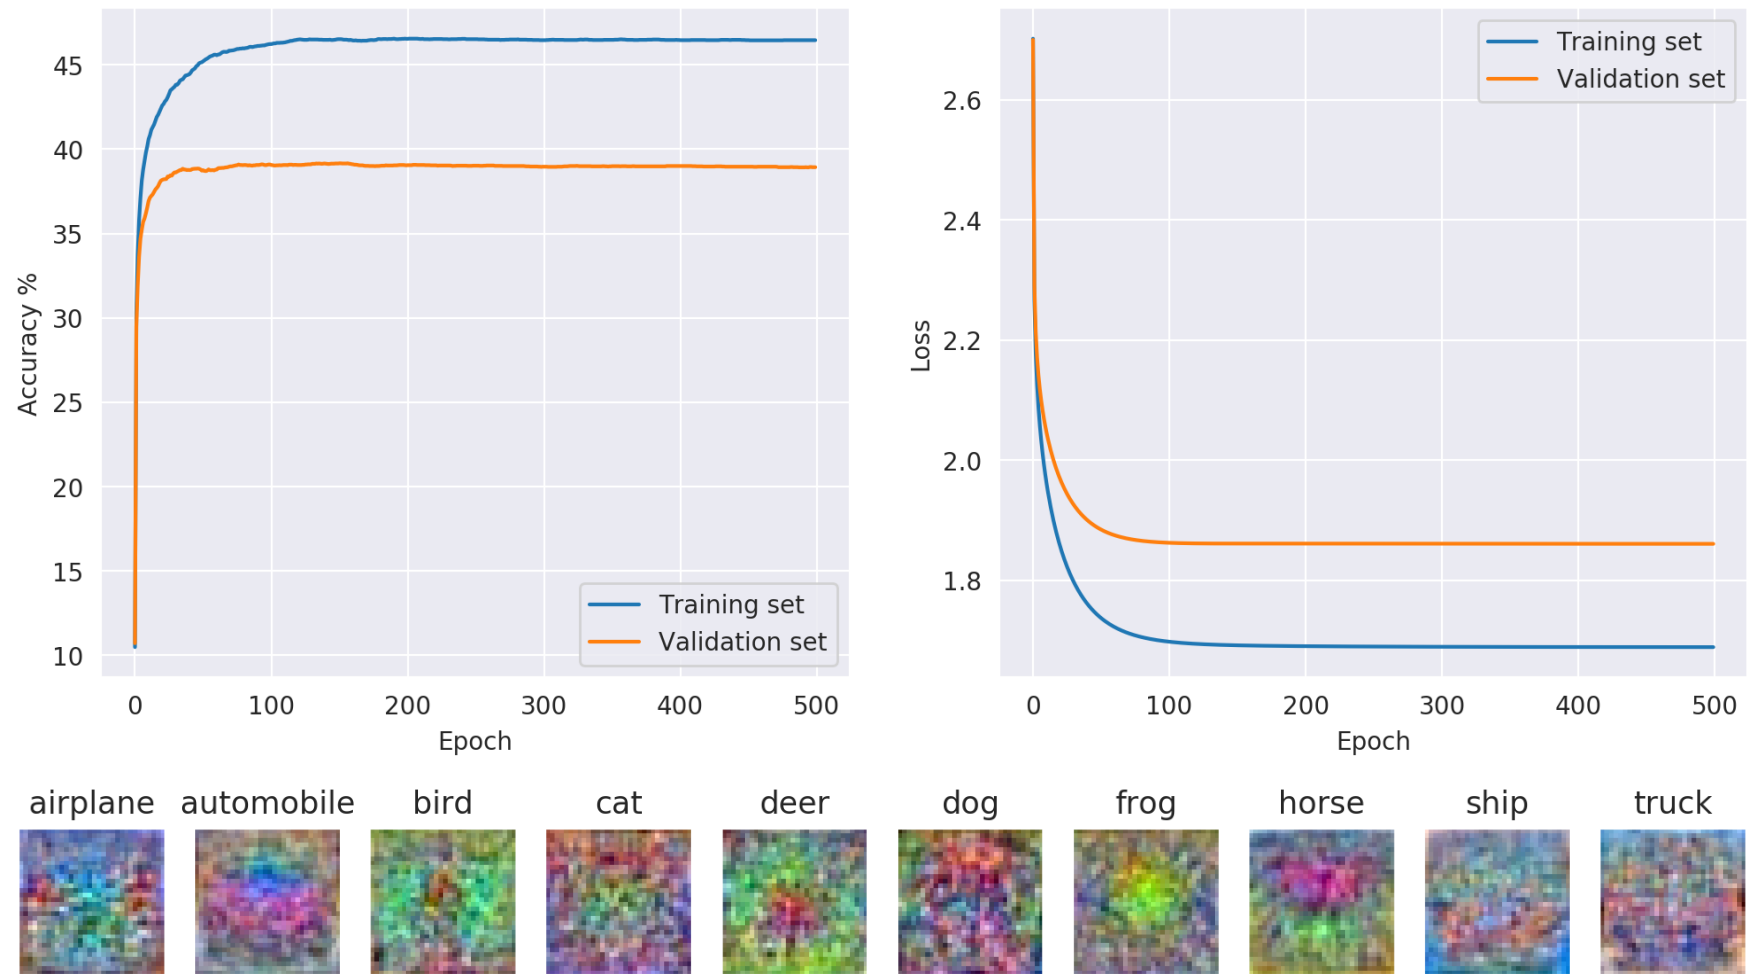 Accuracy %
45
40
35
30
25
20
15
10
Training set
Validation set
0 100 200 300 400 500
Epoch
Loss
2.6
2.4
2.2
2.0
1.8
Training set
Validation set
0 100 200 300 400 500
Epoch
airplane automobile bird cat deer dog frog horse ship truck